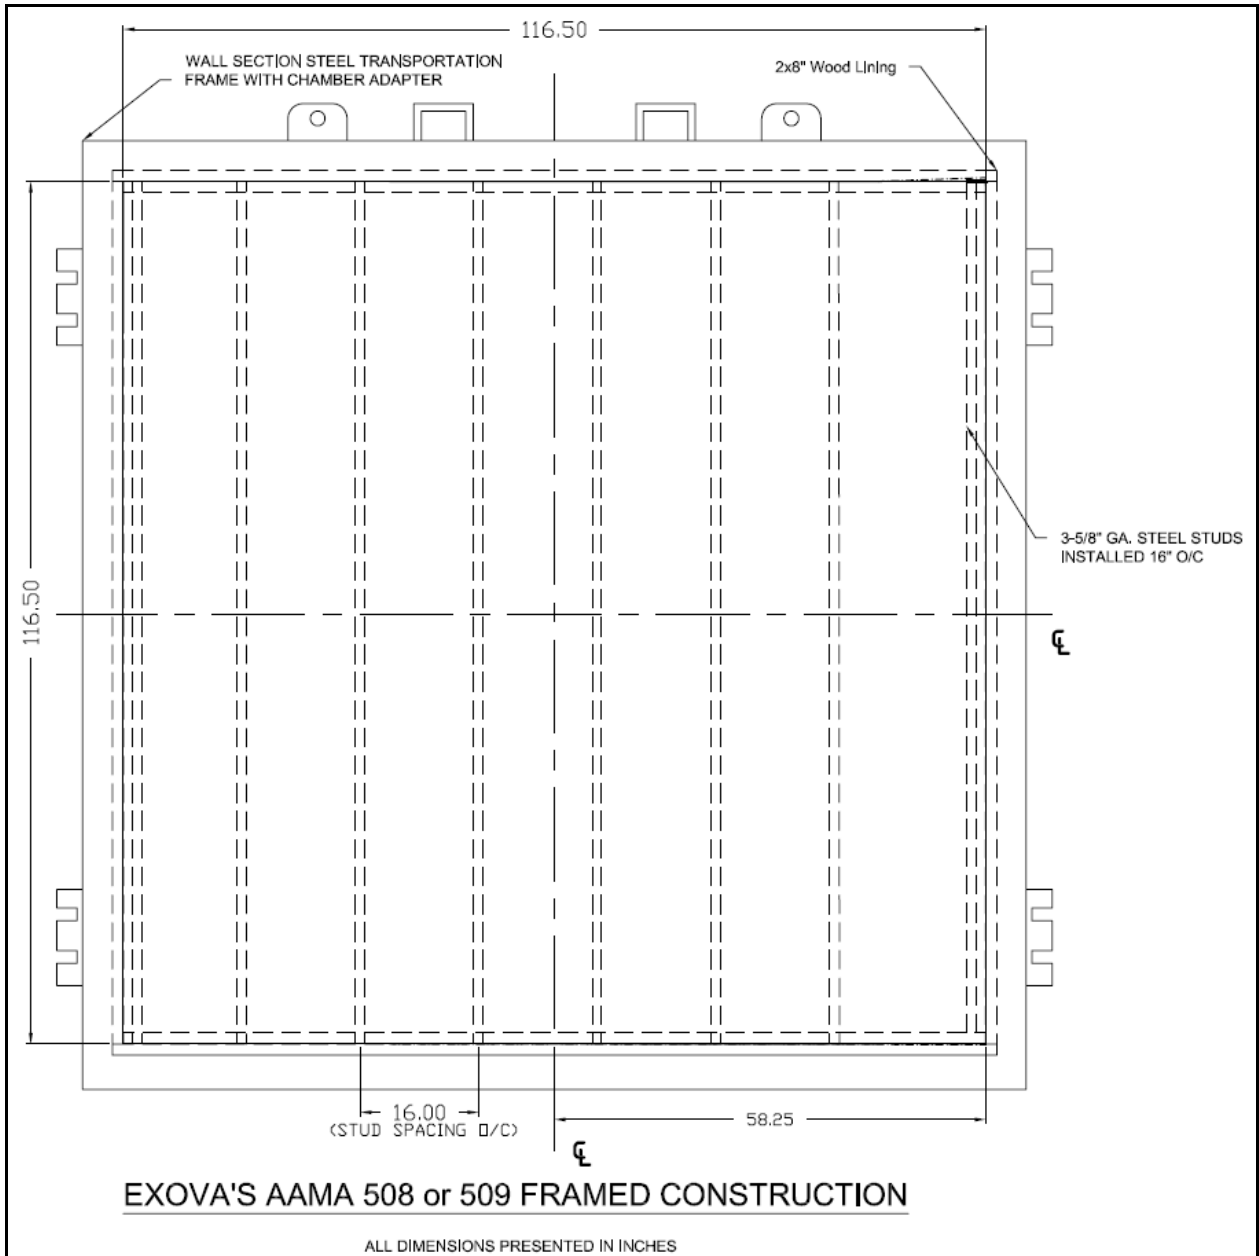 116.50
WALL SECTION STEEL TRANSPORTATION
FRAME WITH CHAMBER ADAPTER
2x8" Wood Lining
116.50
3-5/8" GA. STEEL STUDS
INSTALLED 16" O/C
℄
16.00
(STUD SPACING O/C)
58.25
℄
EXOVA'S AAMA 508 or 509 FRAMED CONSTRUCTION
ALL DIMENSIONS PRESENTED IN INCHES